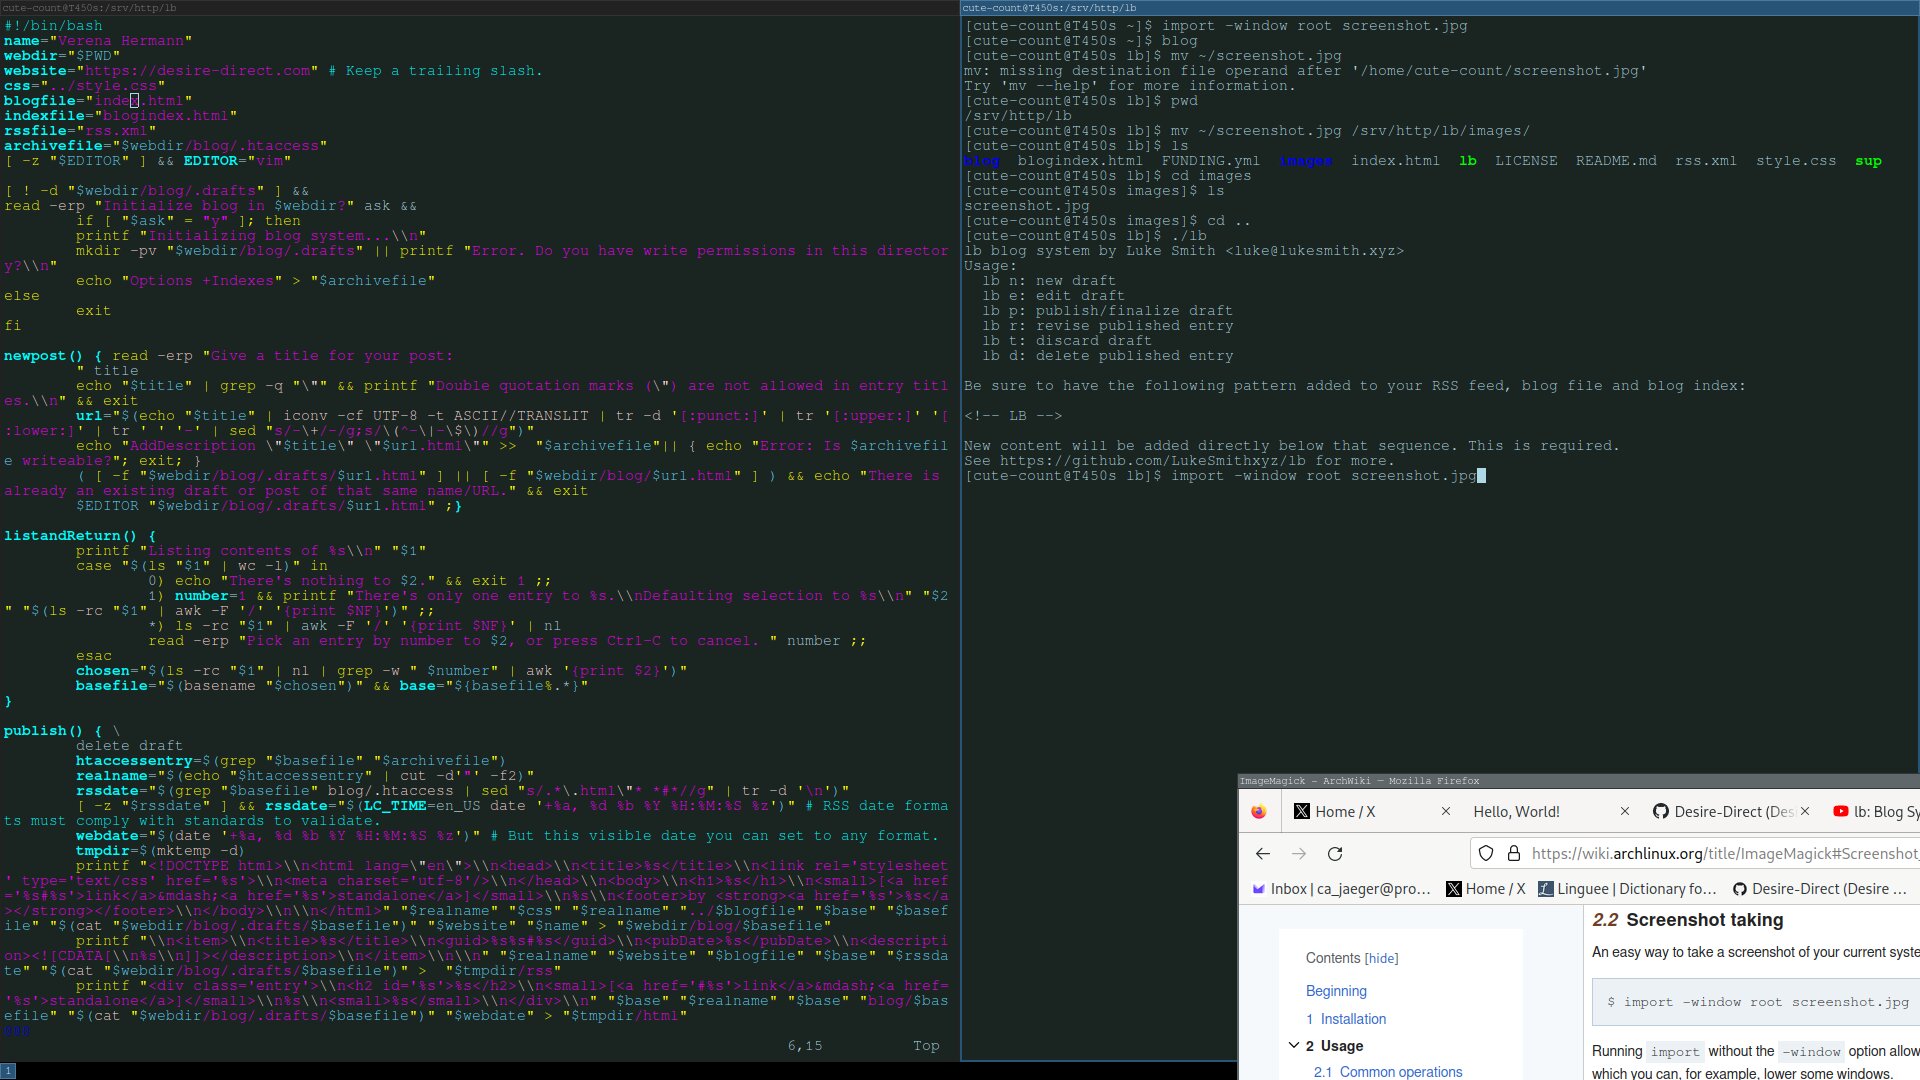 cute-count@T450s:/srv/http/lb
#!/bin/bash
name="Verena Hermann"
webdir="$PWD"
website="https://desire-direct.com" # Keep a trailing slash.
css="../style.css"
blogfile="index.html"
indexfile="blogindex.html"
rssfile="rss.xml"
archivefile="$webdir/blog/.htaccess"
[ -z "$EDITOR" ] && EDITOR="vim"
[ ! -d "$webdir/blog/.drafts" ] &&
read -erp "Initialize blog in $webdir?" ask &&
if [ "$ask" = "y" ]; then
printf "Initializing blog system...\\n"
mkdir -pv "$webdir/blog/.drafts" || printf "Error. Do you have write permissions in this director
y?\\n"
echo "Options +Indexes" > "$archivefile"
else
exit
fi
newpost() { read -erp "Give a title for your post:
" title
echo "$title" | grep -q "\"" && printf "Double quotation marks (\") are not allowed in entry titl
es.\\n" && exit
url="$(echo "$title" | iconv -cf UTF-8 -t ASCII//TRANSLIT | tr -d '[:punct:]' | tr '[:upper:]' '[
:lower:]' | tr ' ' '-' | sed "s/-\+/-/g;s/\(^-\|-\$\)//g")"
echo "AddDescription \"$title\" \"$url.html\"" >>  "$archivefile"|| { echo "Error: Is $archivefil
e writeable?"; exit; }
( [ -f "$webdir/blog/.drafts/$url.html" ] || [ -f "$webdir/blog/$url.html" ] ) && echo "There is
already an existing draft or post of that same name/URL." && exit
$EDITOR "$webdir/blog/.drafts/$url.html" ;}
listandReturn() {
printf "Listing contents of %s\\n" "$1"
case "$(ls "$1" | wc -l)" in
0) echo "There's nothing to $2." && exit 1 ;;
1) number=1 && printf "There's only one entry to %s.\\nDefaulting selection to %s\\n" "$2
" "$(ls -rc "$1" | awk -F '/' '{print $NF}')" ;;
*) ls -rc "$1" | awk -F '/' '{print $NF}' | nl
read -erp "Pick an entry by number to $2, or press Ctrl-C to cancel. " number ;;
esac
chosen="$(ls -rc "$1" | nl | grep -w " $number" | awk '{print $2}')"
basefile="$(basename "$chosen")" && base="${basefile%.*}"
}
publish() { \
delete draft
htaccessentry=$(grep "$basefile" "$archivefile")
realname="$(echo "$htaccessentry" | cut -d'"' -f2)"
rssdate="$(grep "$basefile" blog/.htaccess | sed "s/.*\.html\"* *#*//g" | tr -d '\n')"
[ -z "$rssdate" ] && rssdate="$(LC_TIME=en_US date '+%a, %d %b %Y %H:%M:%S %z')" # RSS date forma
ts must comply with standards to validate.
webdate="$(date '+%a, %d %b %Y %H:%M:%S %z')" # But this visible date you can set to any format.
tmpdir=$(mktemp -d)
printf "<!DOCTYPE html>\\n<html lang=\"en\">\\n<head>\\n<title>%s</title>\\n<link rel='stylesheet
' type='text/css' href='%s'>\\n<meta charset='utf-8'/>\\n</head>\\n<body>\\n<h1>%s</h1>\\n<small>[<a href
='%s#%s'>link</a>&mdash;<a href='%s'>standalone</a>]</small>\\n%s\\n<footer>by <strong><a href='%s'>%s</a
></strong></footer>\\n</body>\\n\\n</html>" "$realname" "$css" "$realname" "../$blogfile" "$base" "$basef
ile" "$(cat "$webdir/blog/.drafts/$basefile")" "$website" "$name" > "$webdir/blog/$basefile"
printf "\\n<item>\\n<title>%s</title>\\n<guid>%s%s#%s</guid>\\n<pubDate>%s</pubDate>\\n<descripti
on><![CDATA[\\n%s\\n]]></description>\\n</item>\\n\\n" "$realname" "$website" "$blogfile" "$base" "$rssda
te" "$(cat "$webdir/blog/.drafts/$basefile")" >  "$tmpdir/rss"
printf "<div class='entry'>\\n<h2 id='%s'>%s</h2>\\n<small>[<a href='#%s'>link</a>&mdash;<a href=
'%s'>standalone</a>]</small>\\n%s\\n<small>%s</small>\\n</div>\\n" "$base" "$realname" "$base" "blog/$bas
efile" "$(cat "$webdir/blog/.drafts/$basefile")" "$webdate" > "$tmpdir/html"
@@@
6,15 Top
1
cute-count@T450s:/srv/http/lb
[cute-count@T450s ~]$ import -window root screenshot.jpg
[cute-count@T450s ~]$ blog
[cute-count@T450s lb]$ mv ~/screenshot.jpg
mv: missing destination file operand after '/home/cute-count/screenshot.jpg'
Try 'mv --help' for more information.
[cute-count@T450s lb]$ pwd
/srv/http/lb
[cute-count@T450s lb]$ mv ~/screenshot.jpg /srv/http/lb/images/
[cute-count@T450s lb]$ ls
blog  blogindex.html  FUNDING.yml  images  index.html  lb  LICENSE  README.md  rss.xml  style.css  sup
[cute-count@T450s lb]$ cd images
[cute-count@T450s images]$ ls
screenshot.jpg
[cute-count@T450s images]$ cd ..
[cute-count@T450s lb]$ ./lb
lb blog system by Luke Smith <luke@lukesmith.xyz>
Usage:
lb n: new draft
lb e: edit draft
lb p: publish/finalize draft
lb r: revise published entry
lb t: discard draft
lb d: delete published entry
Be sure to have the following pattern added to your RSS feed, blog file and blog index:
<!-- LB -->
New content will be added directly below that sequence. This is required.
See https://github.com/LukeSmithxyz/lb for more.
[cute-count@T450s lb]$ import -window root screenshot.jpg
ImageMagick - ArchWiki — Mozilla Firefox
Home / X
Hello, World!
Desire-Direct (Des
lb: Blog Sy
https://wiki.archlinux.org/title/ImageMagick#Screenshot_
Inbox | ca_jaeger@pro…
Home / X
Linguee | Dictionary fo…
Desire-Direct (Desire …
Contents [hide]
Beginning
1 Installation
2 Usage
2.1 Common operations
2.2 Screenshot taking
An easy way to take a screenshot of your current syste
$ import -window root screenshot.jpg
Running import without the -window option allow
which you can, for example, lower some windows.